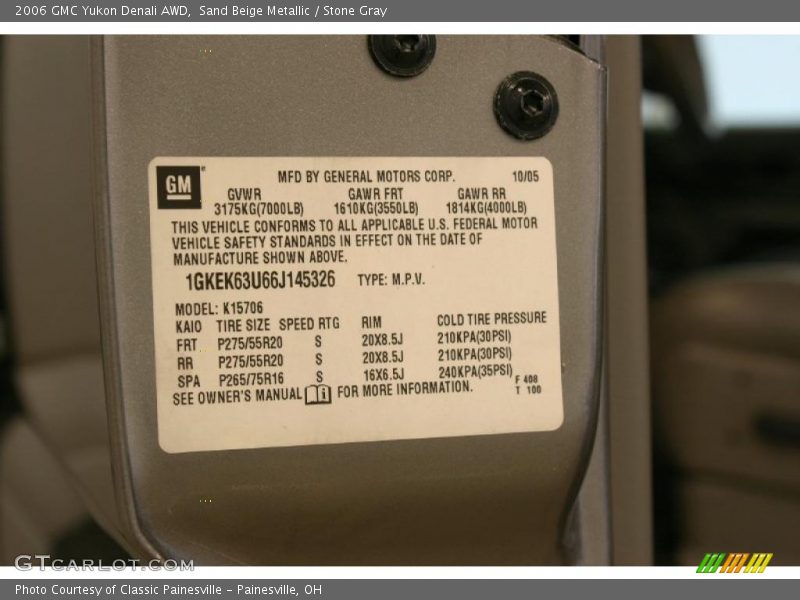 2006 GMC Yukon Denali AWD, Sand Beige Metallic / Stone Gray
GM MFD BY GENERAL MOTORS CORP. 10/05
GVWR GAWR FRT GAWR RR
3175KG(7000LB) 1610KG(3550LB) 1814KG(4000LB)
THIS VEHICLE CONFORMS TO ALL APPLICABLE U.S. FEDERAL MOTOR
VEHICLE SAFETY STANDARDS IN EFFECT ON THE DATE OF
MANUFACTURE SHOWN ABOVE.
1GKEK63U66J145326 TYPE: M.P.V.
MODEL: K15706
KAIO TIRE SIZE SPEED RTG RIM COLD TIRE PRESSURE
FRT P275/55R20 S 20X8.5J 210KPA(30PSI)
RR P275/55R20 S 20X8.5J 210KPA(30PSI)
SPA P265/75R16 S 16X6.5J 240KPA(35PSI)
SEE OWNER'S MANUAL i FOR MORE INFORMATION.
F 408
T 100
GTCARLOT.COM
Photo Courtesy of Classic Painesville - Painesville, OH